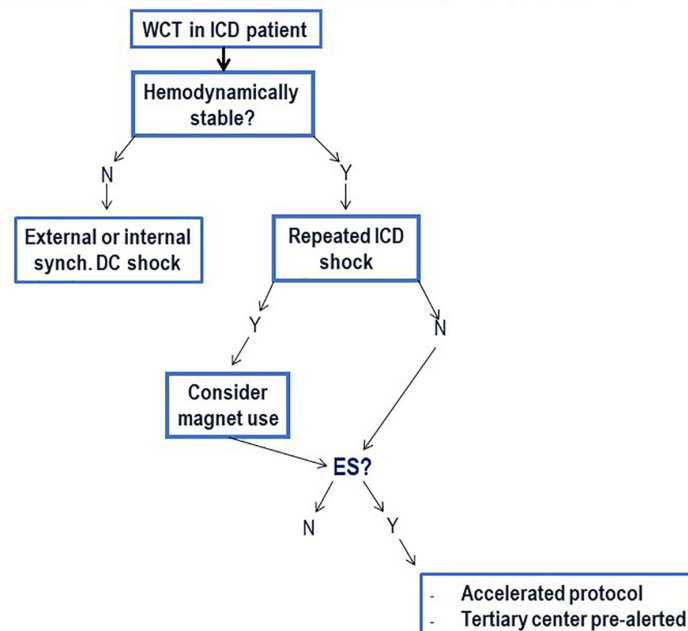 WCT in ICD patient
Hemodynamically
stable?
N
Y
External or internal
synch. DC shock
Repeated ICD
shock
Y
N
Consider
magnet use
ES?
N
Y
- Accelerated protocol
- Tertiary center pre-alerted